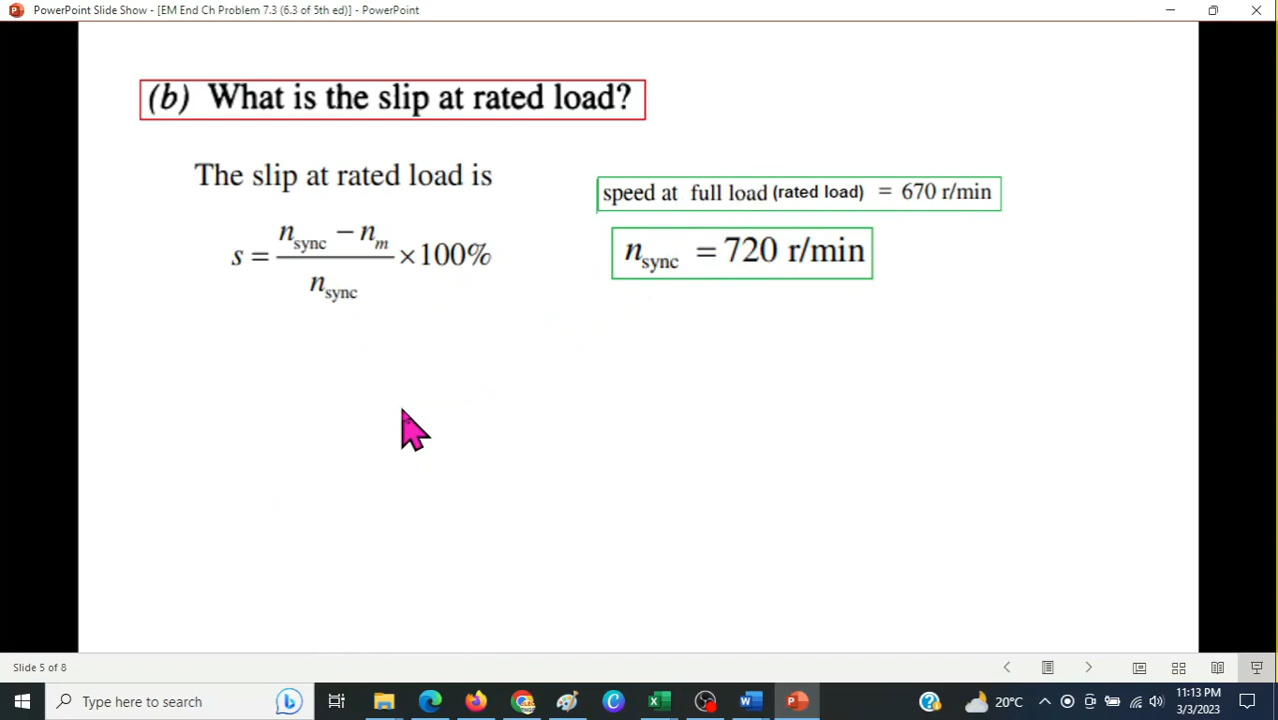 PowerPoint Slide Show - [EM End Ch Problem 7.3 (6.3 of 5th ed)] - PowerPoint
(b) What is the slip at rated load?
The slip at rated load is
speed at full load (rated load) = 670 r/min
s = (n_sync − n_m) / n_sync ×100%
n_sync = 720 r/min
Slide 5 of 8
Type here to search
20°C
11:13 PM
3/3/2023